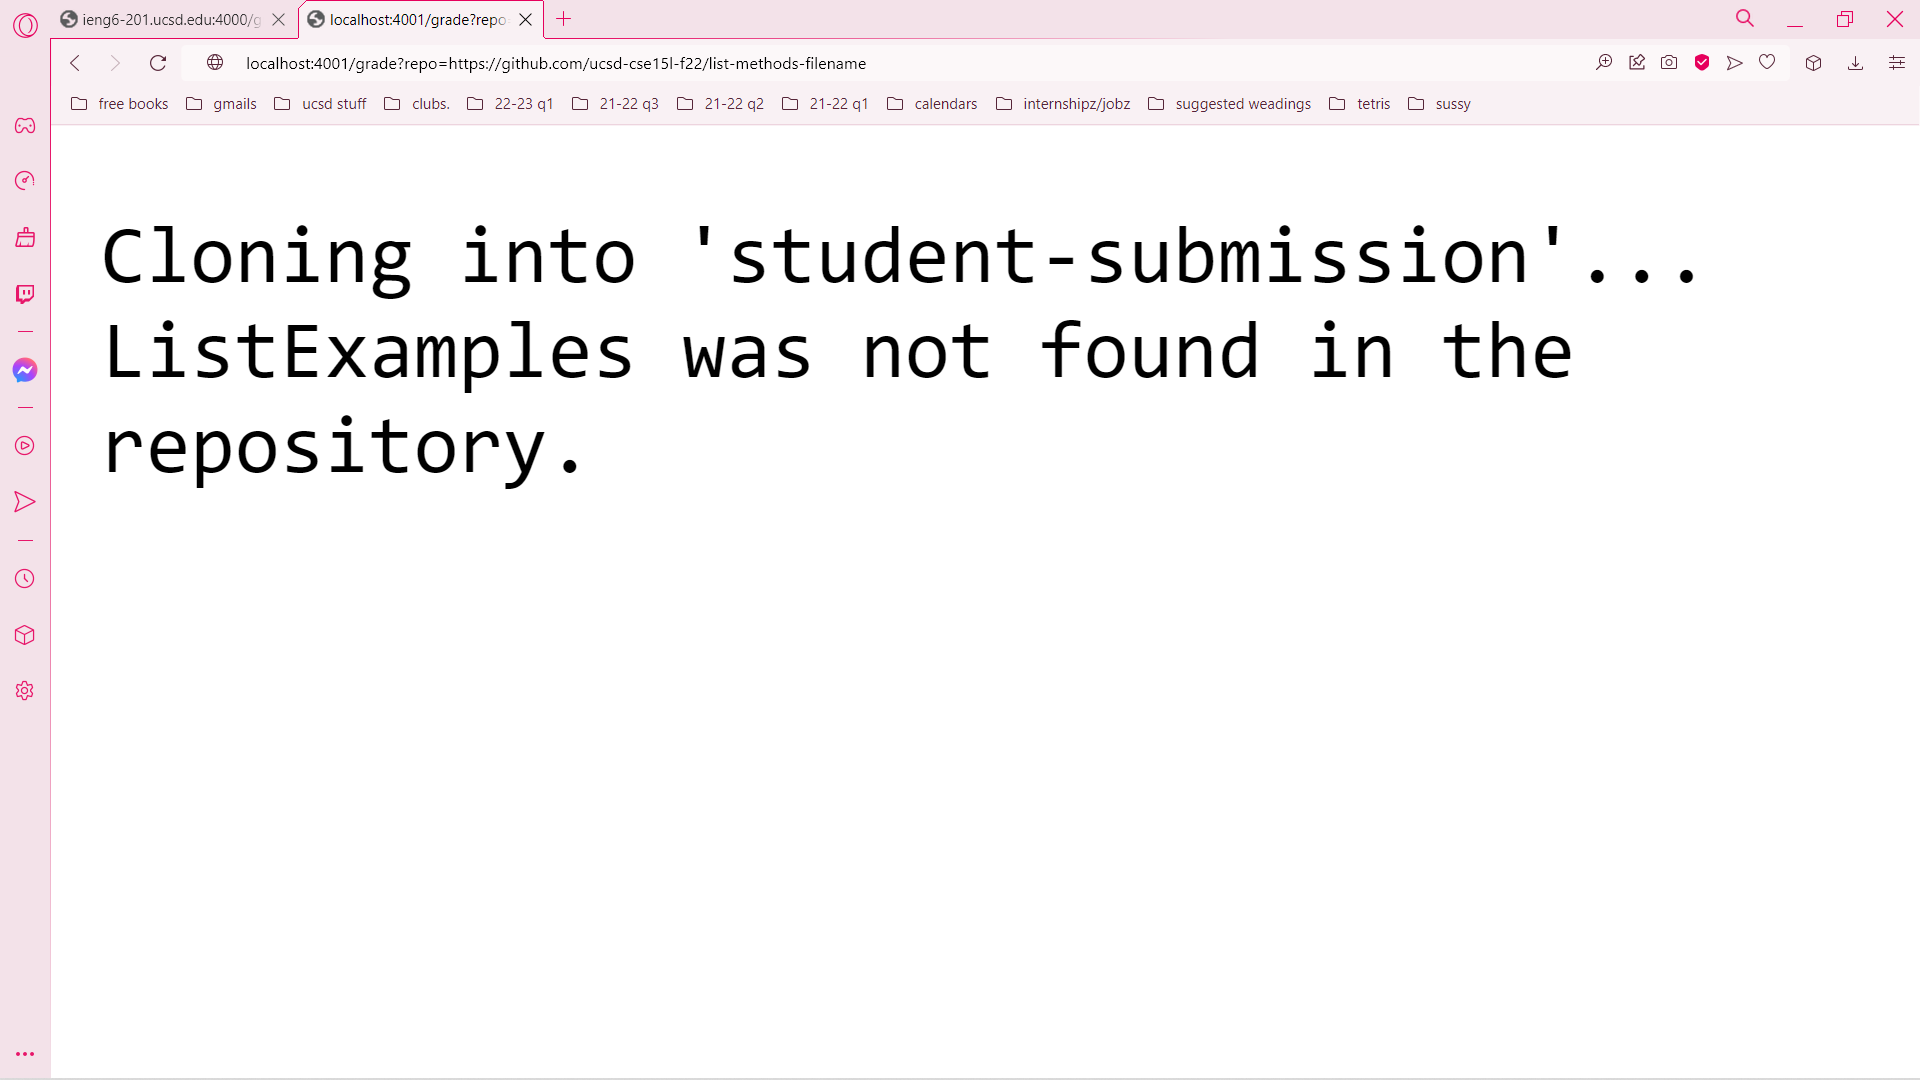 ieng6-201.ucsd.edu:4000/g
localhost:4001/grade?repo
localhost:4001/grade?repo=https://github.com/ucsd-cse15l-f22/list-methods-filename
free books gmails ucsd stuff clubs. 22-23 q1 21-22 q3 21-22 q2 21-22 q1 calendars internshipz/jobz suggested weadings tetris sussy
Cloning into 'student-submission'...
ListExamples was not found in the
repository.